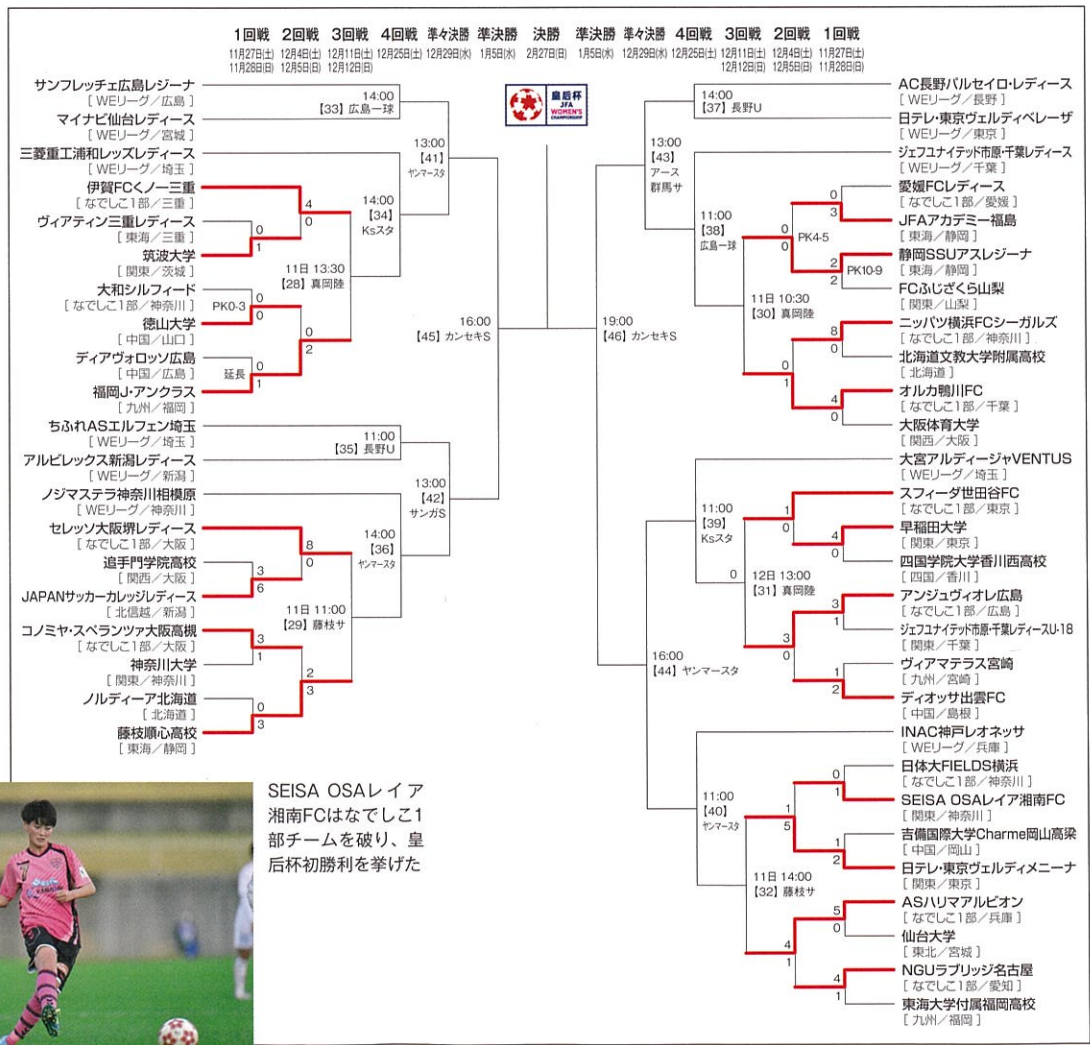 1回戦 2回戦 3回戦 4回戦 準々決勝 準決勝 決勝 準決勝 準々決勝 4回戦 3回戦 2回戦 1回戦
11月27日(土) 12月4日(土) 12月11日(土) 12月25日(土) 12月29日(水) 1月5日(水) 2月27日(日) 1月5日(水) 12月29日(水) 12月25日(土) 12月11日(土) 12月4日(土) 11月27日(土)
11月28日(日) 12月5日(日) 12月12日(日) 12月12日(日) 12月5日(日) 11月28日(日)
皇后杯
JFA
WOMEN'S
CHAMPIONSHIP
サンフレッチェ広島レジーナ
[ WEリーグ/広島 ]
14:00
【33】広島一球
マイナビ仙台レディース
[ WEリーグ/宮城 ]
13:00
【41】
ヤンマースタ
三菱重工浦和レッズレディース
[ WEリーグ/埼玉 ]
伊賀FCくノ一三重
[ なでしこ1部/三重 ]
4
0
14:00
【34】
Ksスタ
ヴィアティン三重レディース
[ 東海/三重 ]
0
1
筑波大学
[ 関東/茨城 ]
11日 13:30
【28】真岡陸
大和シルフィード
[ なでしこ1部/神奈川 ]
PK0-3
0
0
徳山大学
[ 中国/山口 ]
0
2
ディアヴォロッソ広島
[ 中国/広島 ]
延長
0
1
福岡J・アンクラス
[ 九州/福岡 ]
16:00
【45】カンセキS
ちふれASエルフェン埼玉
[ WEリーグ/埼玉 ]
11:00
【35】長野U
アルビレックス新潟レディース
[ WEリーグ/新潟 ]
13:00
【42】
サンガS
ノジマステラ神奈川相模原
[ WEリーグ/神奈川 ]
セレッソ大阪堺レディース
[ なでしこ1部/大阪 ]
8
0
14:00
【36】
ヤンマースタ
追手門学院高校
[ 関西/大阪 ]
3
6
JAPANサッカーカレッジレディース
[ 北信越/新潟 ]
11日 11:00
【29】藤枝サ
コノミヤ・スペランツァ大阪高槻
[ なでしこ1部/大阪 ]
3
1
神奈川大学
[ 関東/神奈川 ]
2
3
ノルディーア北海道
[ 北海道 ]
0
3
藤枝順心高校
[ 東海/静岡 ]
AC長野パルセイロ・レディース
[ WEリーグ/長野 ]
14:00
【37】長野U
日テレ・東京ヴェルディベレーザ
[ WEリーグ/東京 ]
13:00
【43】
アース
群馬サ
ジェフユナイテッド市原・千葉レディース
[ WEリーグ/千葉 ]
愛媛FCレディース
[ なでしこ1部/愛媛 ]
0
3
JFAアカデミー福島
[ 東海/静岡 ]
11:00
【38】
広島一球
0
0
PK4-5
静岡SSUアスレジーナ
[ 東海/静岡 ]
2
2
PK10-9
FCふじざくら山梨
[ 関東/山梨 ]
11日 10:30
【30】真岡陸
ニッパツ横浜FCシーガルズ
[ なでしこ1部/神奈川 ]
8
0
北海道文教大学附属高校
[ 北海道 ]
0
1
オルカ鴨川FC
[ なでしこ1部/千葉 ]
4
0
大阪体育大学
[ 関西/大阪 ]
19:00
【46】カンセキS
大宮アルディージャVENTUS
[ WEリーグ/埼玉 ]
スフィーダ世田谷FC
[ なでしこ1部/東京 ]
1
0
11:00
【39】
Ksスタ
早稲田大学
[ 関東/東京 ]
4
0
四国学院大学香川西高校
[ 四国/香川 ]
0
12日 13:00
【31】真岡陸
アンジュヴィオレ広島
[ なでしこ1部/広島 ]
3
1
ジェフユナイテッド市原・千葉レディースU-18
[ 関東/千葉 ]
3
0
ヴィアマテラス宮崎
[ 九州/宮崎 ]
1
2
ディオッサ出雲FC
[ 中国/島根 ]
16:00
【44】ヤンマースタ
INAC神戸レオネッサ
[ WEリーグ/兵庫 ]
日体大FIELDS横浜
[ なでしこ1部/神奈川 ]
0
1
SEISA OSAレイア湘南FC
[ 関東/神奈川 ]
11:00
【40】
ヤンマースタ
1
5
吉備国際大学Charme岡山高梁
[ 中国/岡山 ]
1
2
日テレ・東京ヴェルディメニーナ
[ 関東/東京 ]
11日 14:00
【32】藤枝サ
ASハリマアルビオン
[ なでしこ1部/兵庫 ]
5
0
仙台大学
[ 東北/宮城 ]
4
1
NGUラブリッジ名古屋
[ なでしこ1部/愛知 ]
4
1
東海大学付属福岡高校
[ 九州/福岡 ]
SEISA OSAレイア
湘南FCはなでしこ1
部チームを破り、皇
后杯初勝利を挙げた